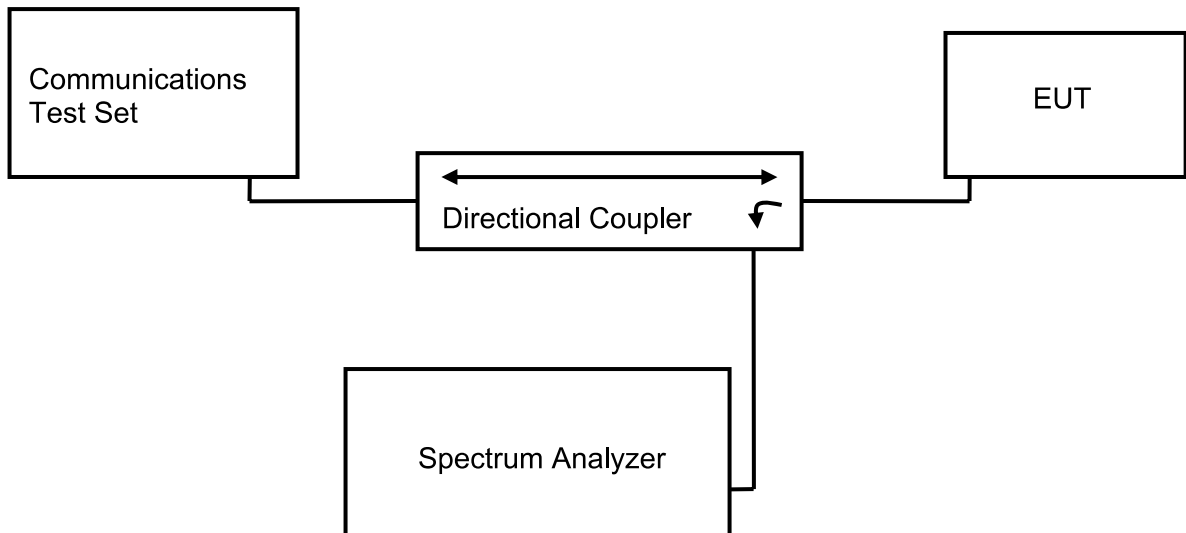 Communications
Test Set
EUT
Directional Coupler
Spectrum Analyzer